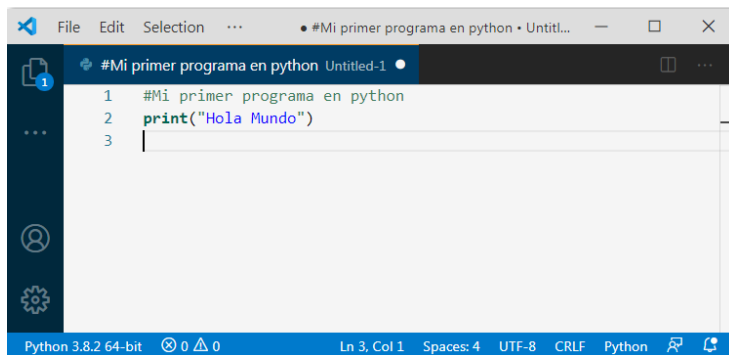 File Edit Selection ··· ● #Mi primer programa en python • Untitl...
#Mi primer programa en python Untitled-1 ●
1 #Mi primer programa en python
2 print("Hola Mundo")
3
1
Python 3.8.2 64-bit 0 0 Ln 3, Col 1 Spaces: 4 UTF-8 CRLF Python